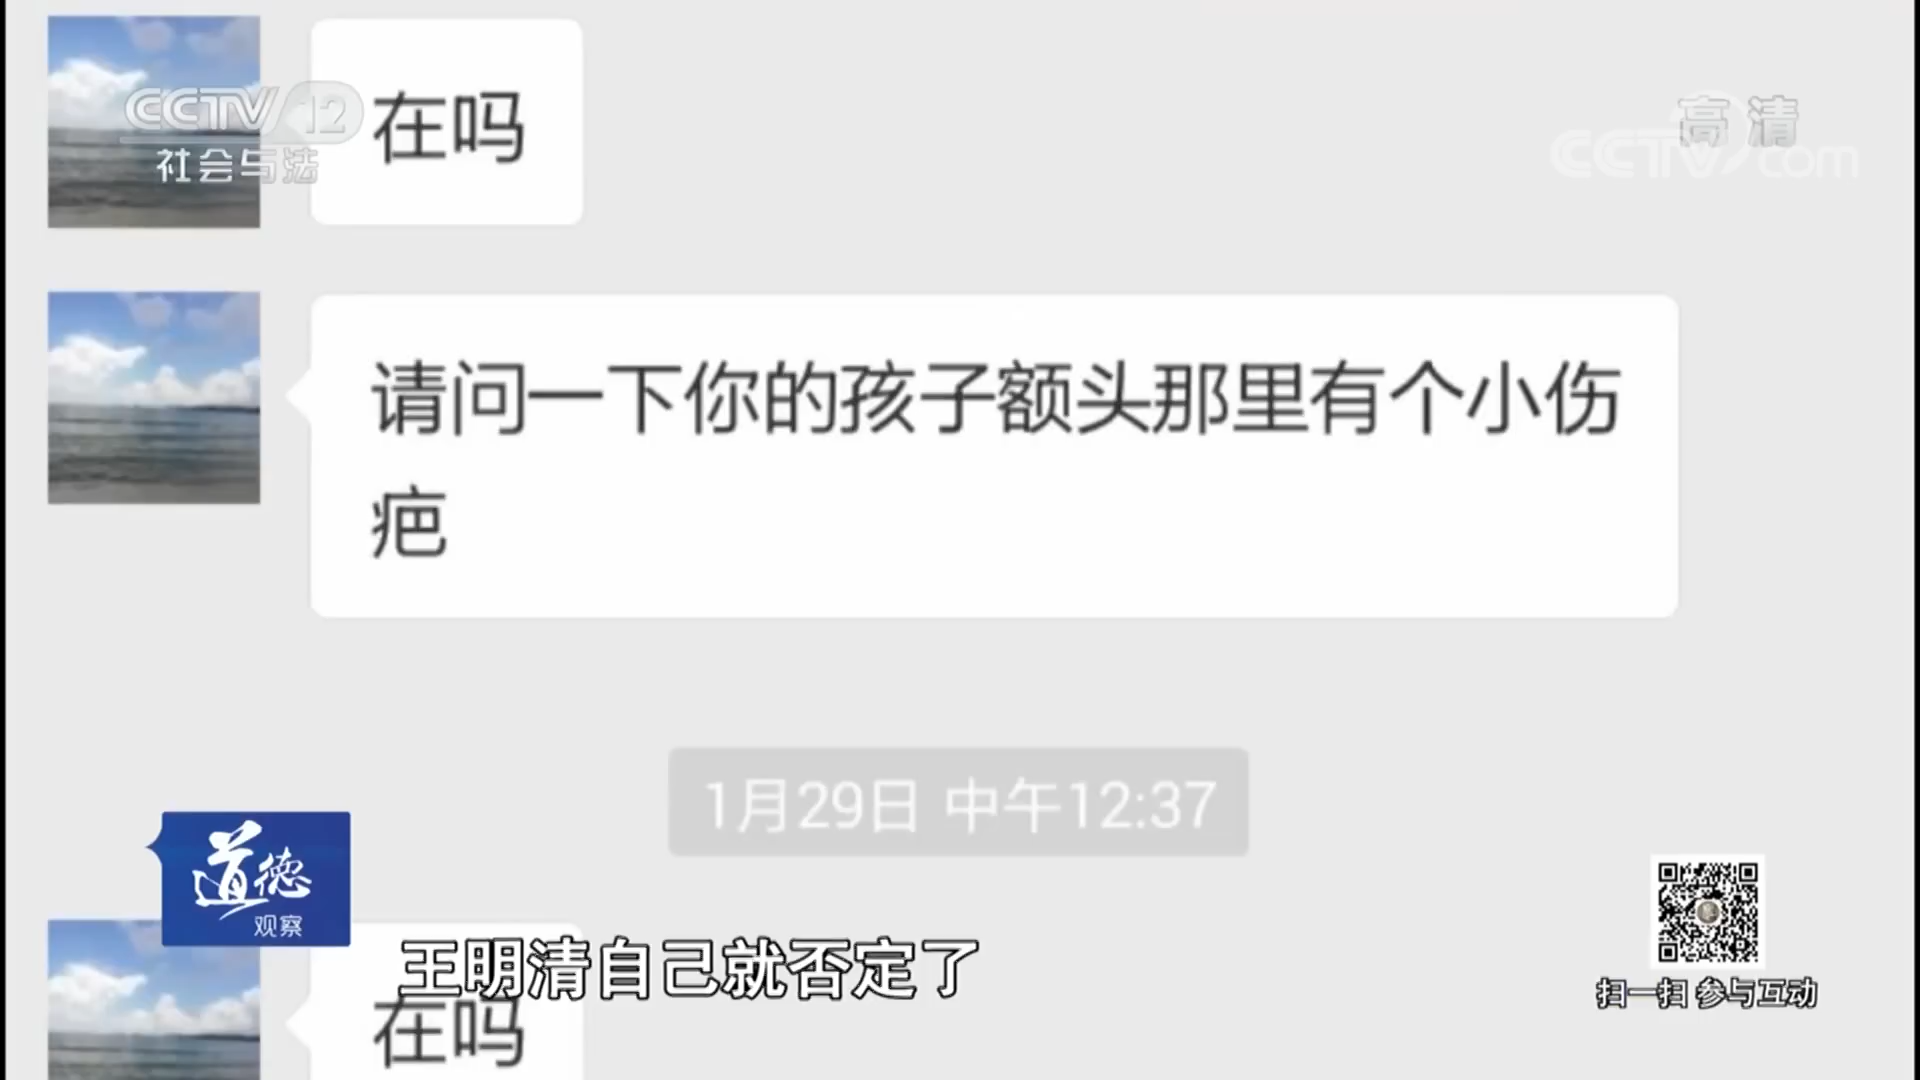 CCTV 12
社会与法
高清
CCTV.com
在吗
请问一下你的孩子额头那里有个小伤
疤
1月29日 中午12:37
道德
观察
王明清自己就否定了
在吗
扫一扫 参与互动